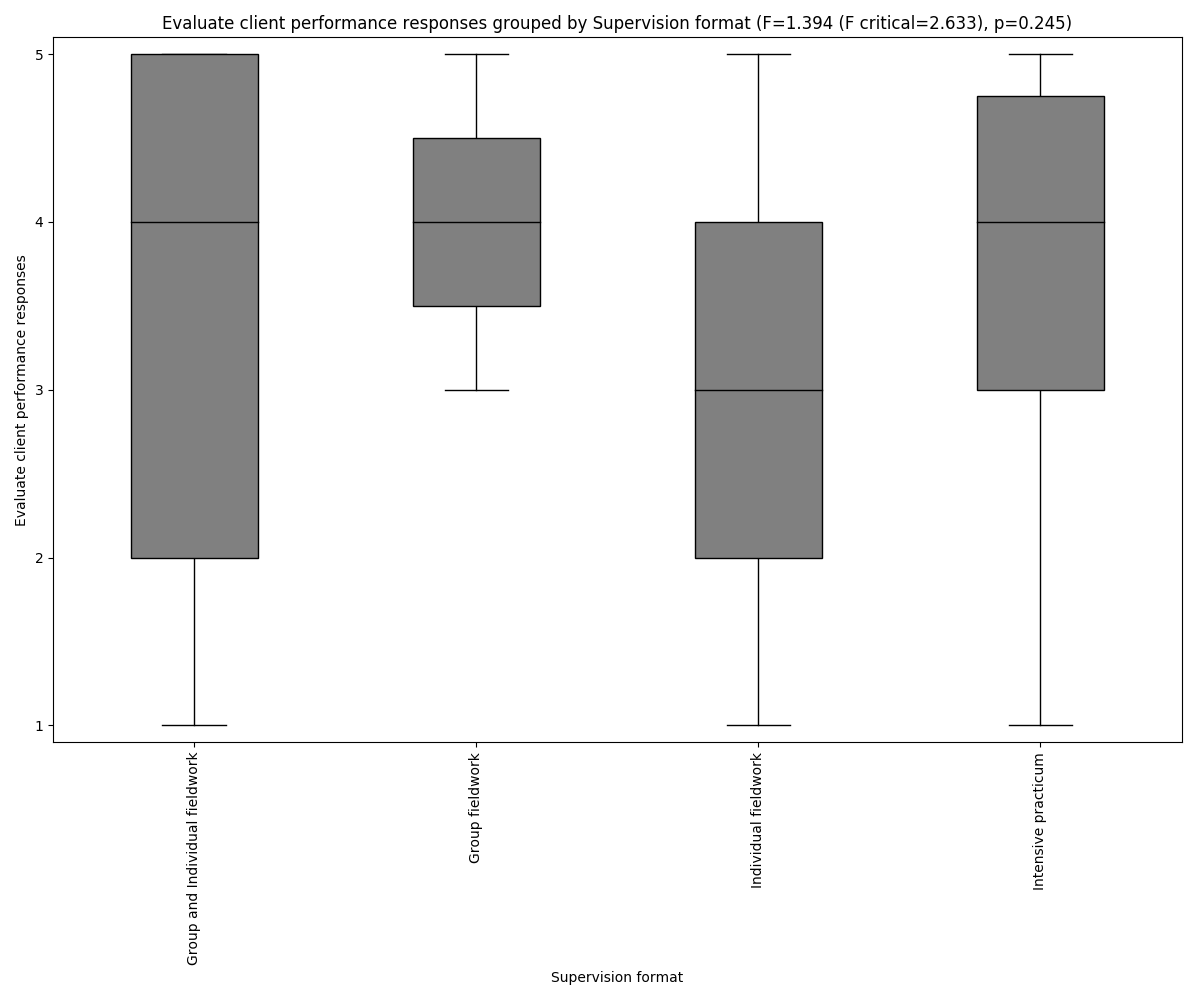 Evaluate client performance responses grouped by Supervision format (F=1.394 (F critical=2.633), p=0.245)
Evaluate client performance responses
5
4
3
2
1
Group and Individual fieldwork
Group fieldwork
Individual fieldwork
Intensive practicum
Supervision format